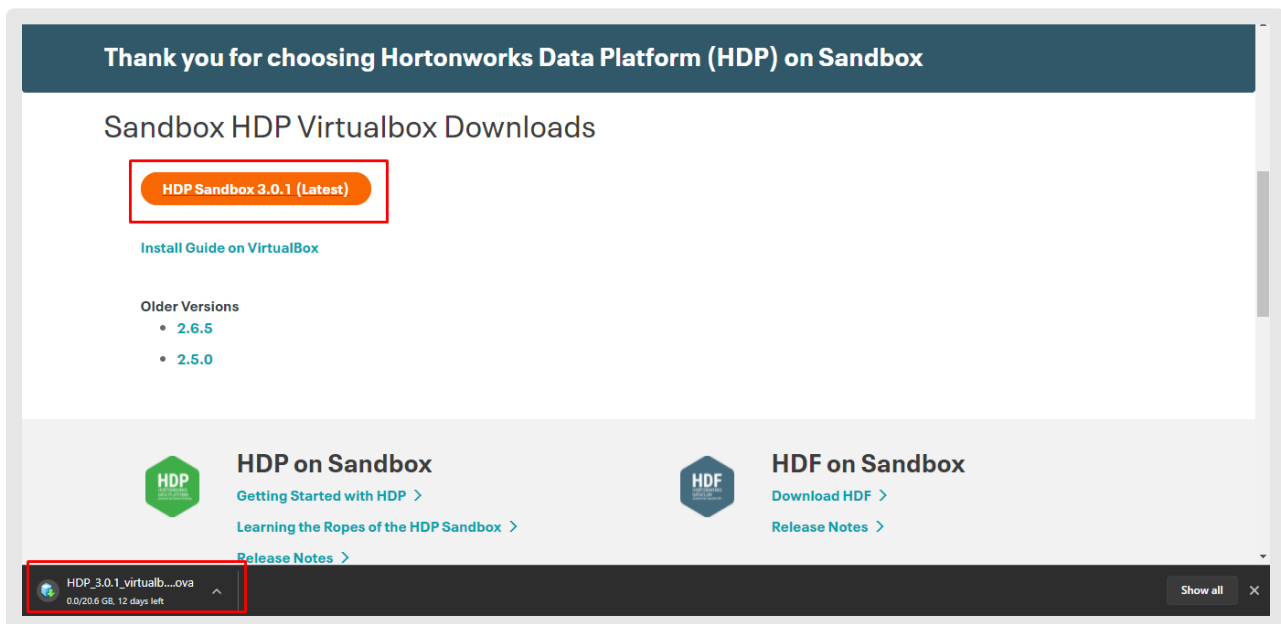 Thank you for choosing Hortonworks Data Platform (HDP) on Sandbox
Sandbox HDP Virtualbox Downloads
HDP Sandbox 3.0.1 (Latest)
Install Guide on VirtualBox
Older Versions
2.6.5
2.5.0
HDP
HDP on Sandbox
Getting Started with HDP >
Learning the Ropes of the HDP Sandbox >
Release Notes >
HDF
HDF on Sandbox
Download HDF >
Release Notes >
HDP_3.0.1_virtualb....ova
0.0/20.6 GB, 12 days left
Show all